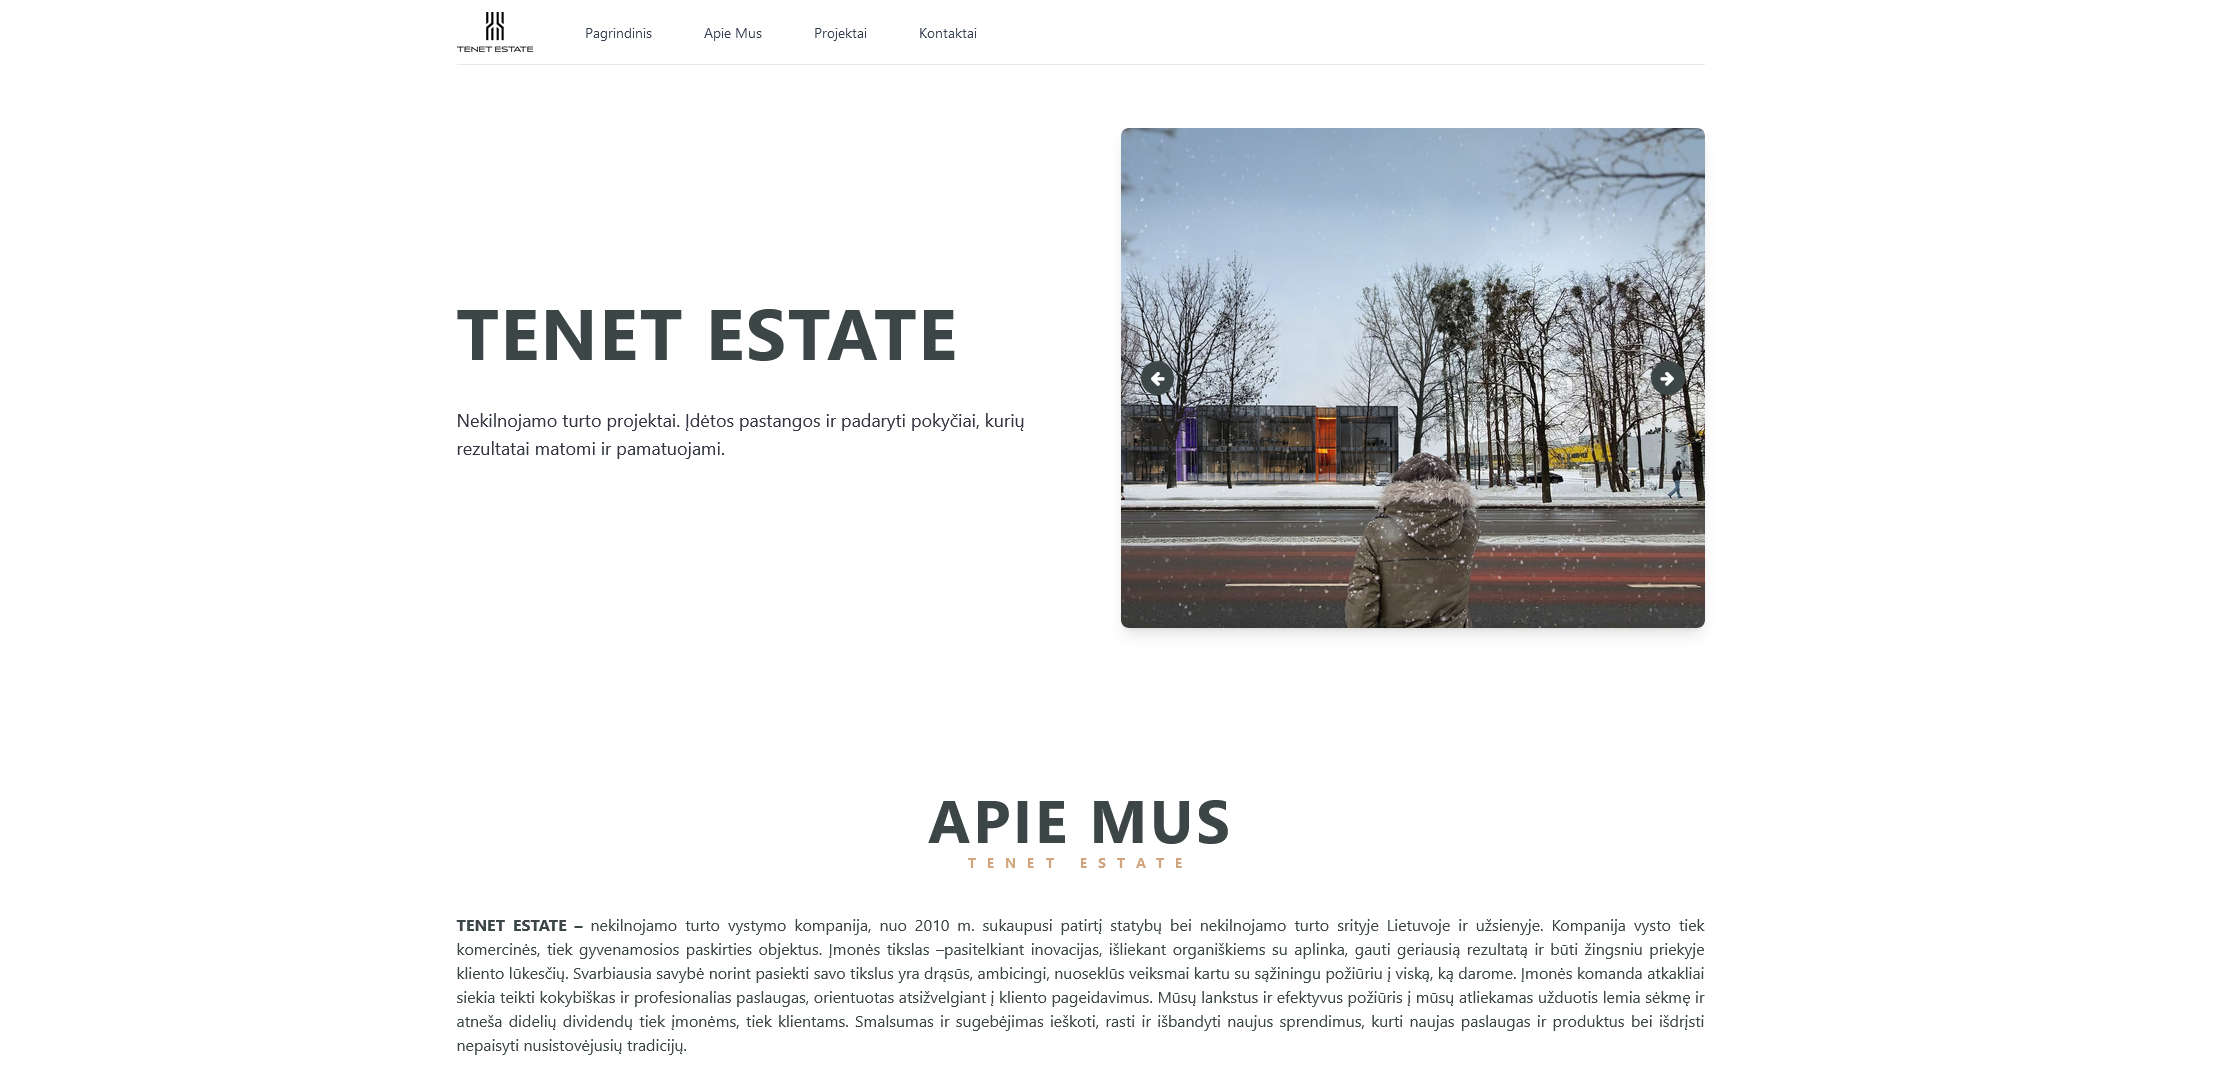 TENET ESTATE
Pagrindinis
Apie Mus
Projektai
Kontaktai
TENET ESTATE
Nekilnojamo turto projektai. Įdėtos pastangos ir padaryti pokyčiai, kurių
rezultatai matomi ir pamatuojami.
APIE MUS
TENET ESTATE
TENET ESTATE – nekilnojamo turto vystymo kompanija, nuo 2010 m. sukaupusi patirtį statybų bei nekilnojamo turto srityje Lietuvoje ir užsienyje. Kompanija vysto tiek
komercinės, tiek gyvenamosios paskirties objektus. Įmonės tikslas –pasitelkiant inovacijas, išliekant organiškiems su aplinka, gauti geriausią rezultatą ir būti žingsniu priekyje
kliento lūkesčių. Svarbiausia savybė norint pasiekti savo tikslus yra drąsūs, ambicingi, nuoseklūs veiksmai kartu su sąžiningu požiūriu į viską, ką darome. Įmonės komanda atkakliai
siekia teikti kokybiškas ir profesionalias paslaugas, orientuotas atsižvelgiant į kliento pageidavimus. Mūsų lankstus ir efektyvus požiūris į mūsų atliekamas užduotis lemia sėkmę ir
atneša didelių dividendų tiek įmonėms, tiek klientams. Smalsumas ir sugebėjimas ieškoti, rasti ir išbandyti naujus sprendimus, kurti naujas paslaugas ir produktus bei išdrįsti
nepaisyti nusistovėjusių tradicijų.